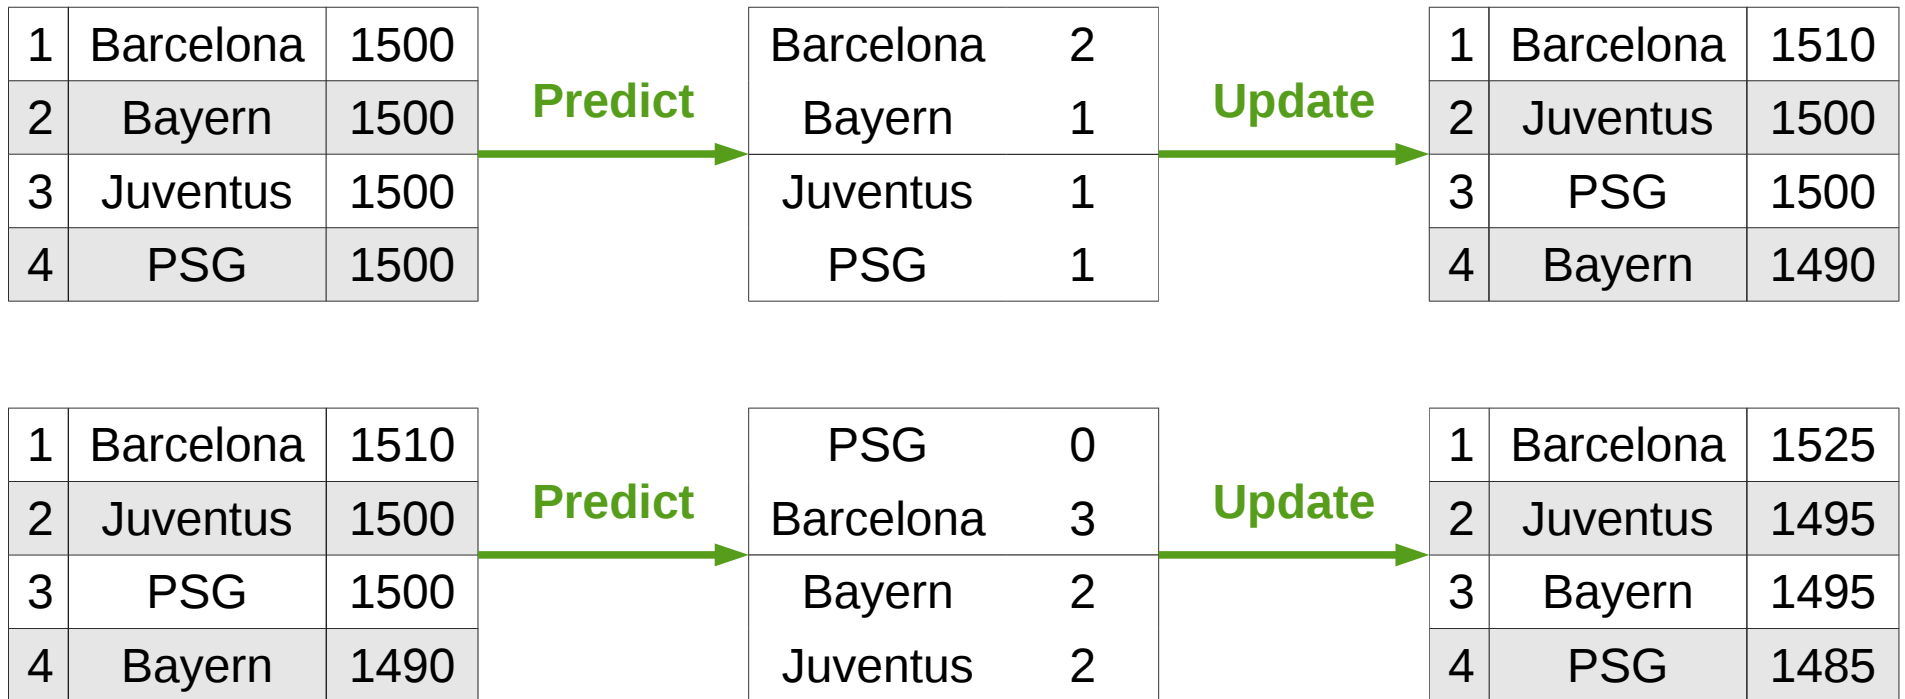 1 Barcelona 1500 Barcelona 2 1 Barcelona 1510
Predict Update
2 Bayern 1500 Bayern 1 2 Juventus 1500
3 Juventus 1500 Juventus 1 3 PSG 1500
4 PSG 1500 PSG 1 4 Bayern 1490
1 Barcelona 1510 PSG 0 1 Barcelona 1525
Predict Update
2 Juventus 1500 Barcelona 3 2 Juventus 1495
3 PSG 1500 Bayern 2 3 Bayern 1495
4 Bayern 1490 Juventus 2 4 PSG 1485